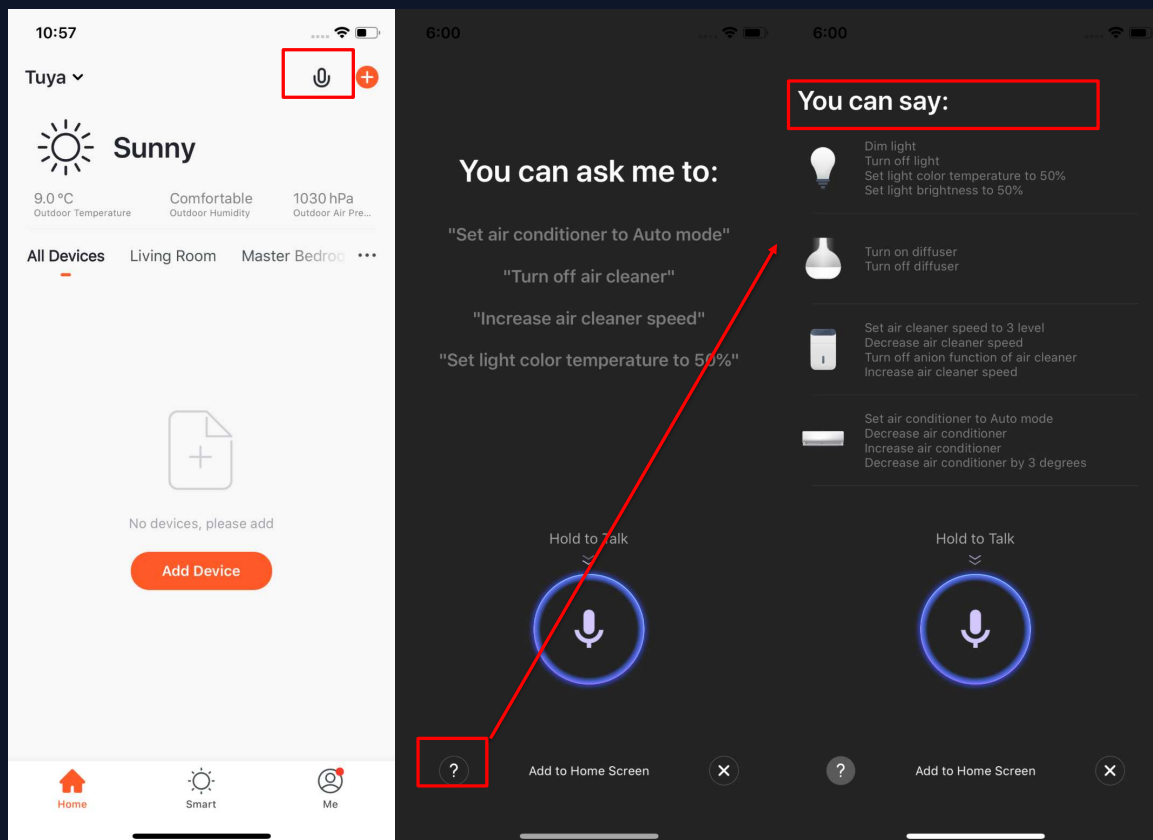 10:57
Tuya
Sunny
9.0 °C
Comfortable
1030 hPa
Outdoor Temperature
Outdoor Humidity
Outdoor Air Pre...
All Devices
Living Room
Master Bedroo
No devices, please add
Add Device
Home
Smart
Me
6:00
You can ask me to:
"Set air conditioner to Auto mode"
"Turn off air cleaner"
"Increase air cleaner speed"
"Set light color temperature to 50%"
Hold to Talk
?
Add to Home Screen
6:00
You can say:
Dim light
Turn off light
Set light color temperature to 50%
Set light brightness to 50%
Turn on diffuser
Turn off diffuser
Set air cleaner speed to 3 level
Decrease air cleaner speed
Turn off anion function of air cleaner
Increase air cleaner speed
Set air conditioner to Auto mode
Decrease air conditioner
Increase air conditioner
Decrease air conditioner by 3 degrees
Hold to Talk
?
Add to Home Screen